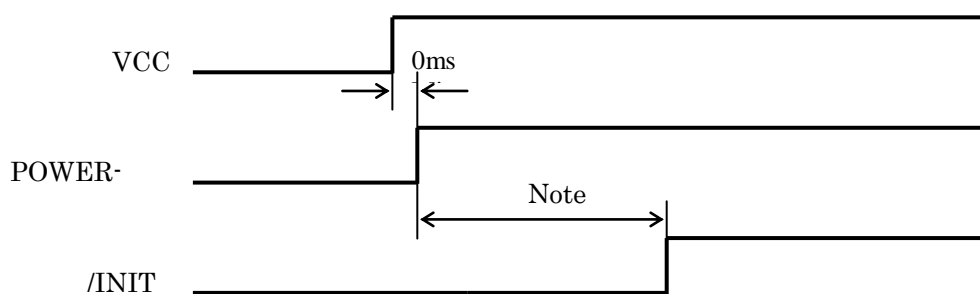 VCC
0ms
POWER-
Note
/INIT